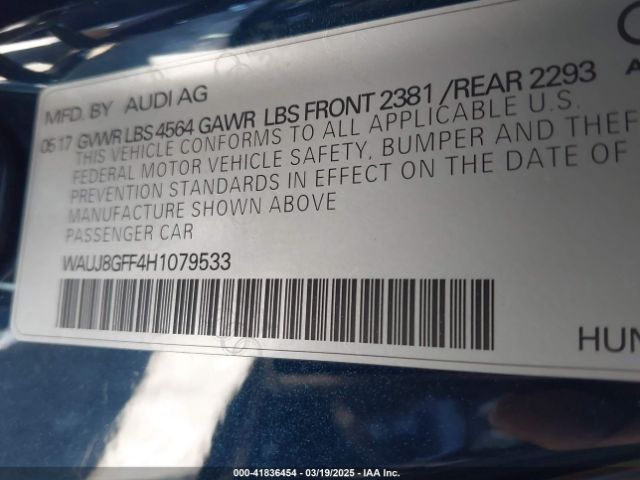 MFD. BY AUDI AG
0517 GVWR LBS 4564 GAWR LBS FRONT 2381 /REAR 2293
THIS VEHICLE CONFORMS TO ALL APPLICABLE U.S.
FEDERAL MOTOR VEHICLE SAFETY, BUMPER AND THEF
PREVENTION STANDARDS IN EFFECT ON THE DATE OF
MANUFACTURE SHOWN ABOVE
PASSENGER CAR
WAUJ8GFF4H1079533
HUN
000-41836454 - 03/19/2025 - IAA Inc.